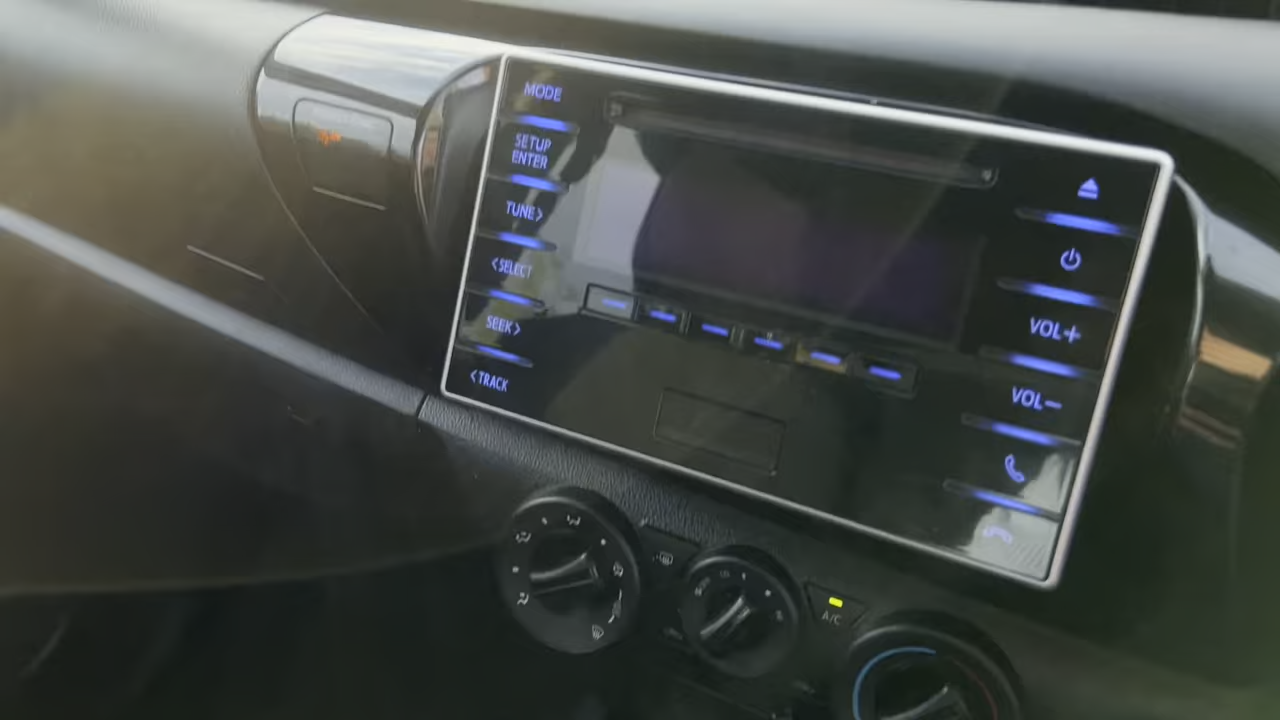 MODE
SETUP
ENTER
TUNE>
<SELECT
SEEK>
<TRACK
VOL+
VOL−
A/C